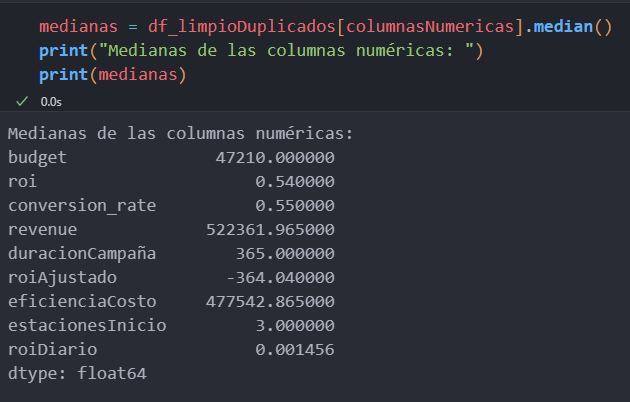 medianas = df_limpioDuplicados[columnasNumericas].median()
print("Medianas de las columnas numéricas: ")
print(medianas)
✓ 0.0s
Medianas de las columnas numéricas:
budget 47210.000000
roi 0.540000
conversion_rate 0.550000
revenue 522361.965000
duracionCampaña 365.000000
roiAjustado -364.040000
eficienciaCosto 477542.865000
estacionesInicio 3.000000
roiDiario 0.001456
dtype: float64